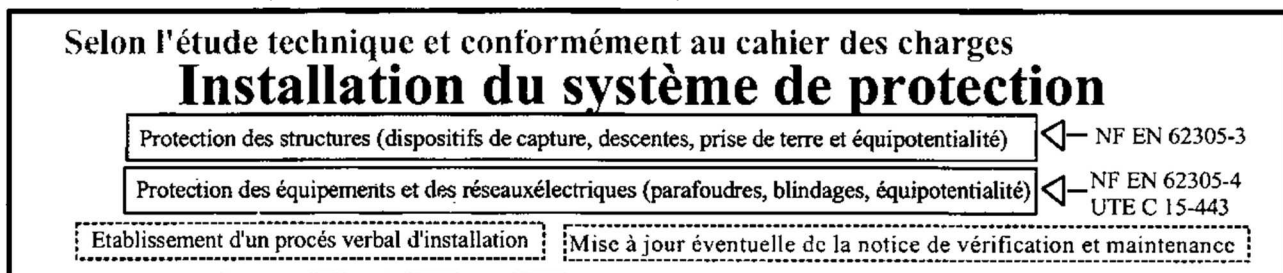 Selon l'étude technique et conformément au cahier des charges
Installation du système de protection
Protection des structures (dispositifs de capture, descentes, prise de terre et équipotentialité)
NF EN 62305-3
Protection des équipements et des réseauxélectriques (parafoudres, blindages, équipotentialité)
NF EN 62305-4
UTE C 15-443
Etablissement d'un procés verbal d'installation
Mise à jour éventuelle de la notice de vérification et maintenance